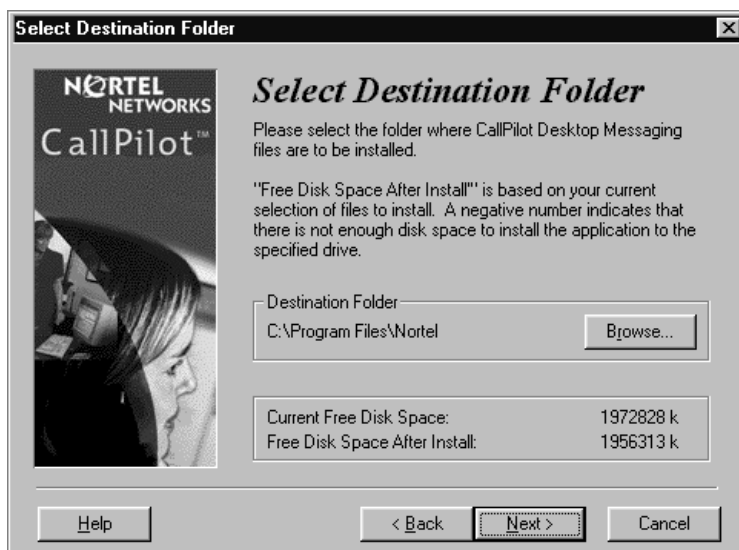 Select Destination Folder
NORTEL
NETWORKS
CallPilot™
Select Destination Folder
Please select the folder where CallPilot Desktop Messaging
files are to be installed.
"Free Disk Space After Install"' is based on your current
selection of files to install. A negative number indicates that
there is not enough disk space to install the application to the
specified drive.
Destination Folder
C:\Program Files\Nortel
Browse...
Current Free Disk Space: 1972828 k
Free Disk Space After Install: 1956313 k
Help
< Back
Next >
Cancel